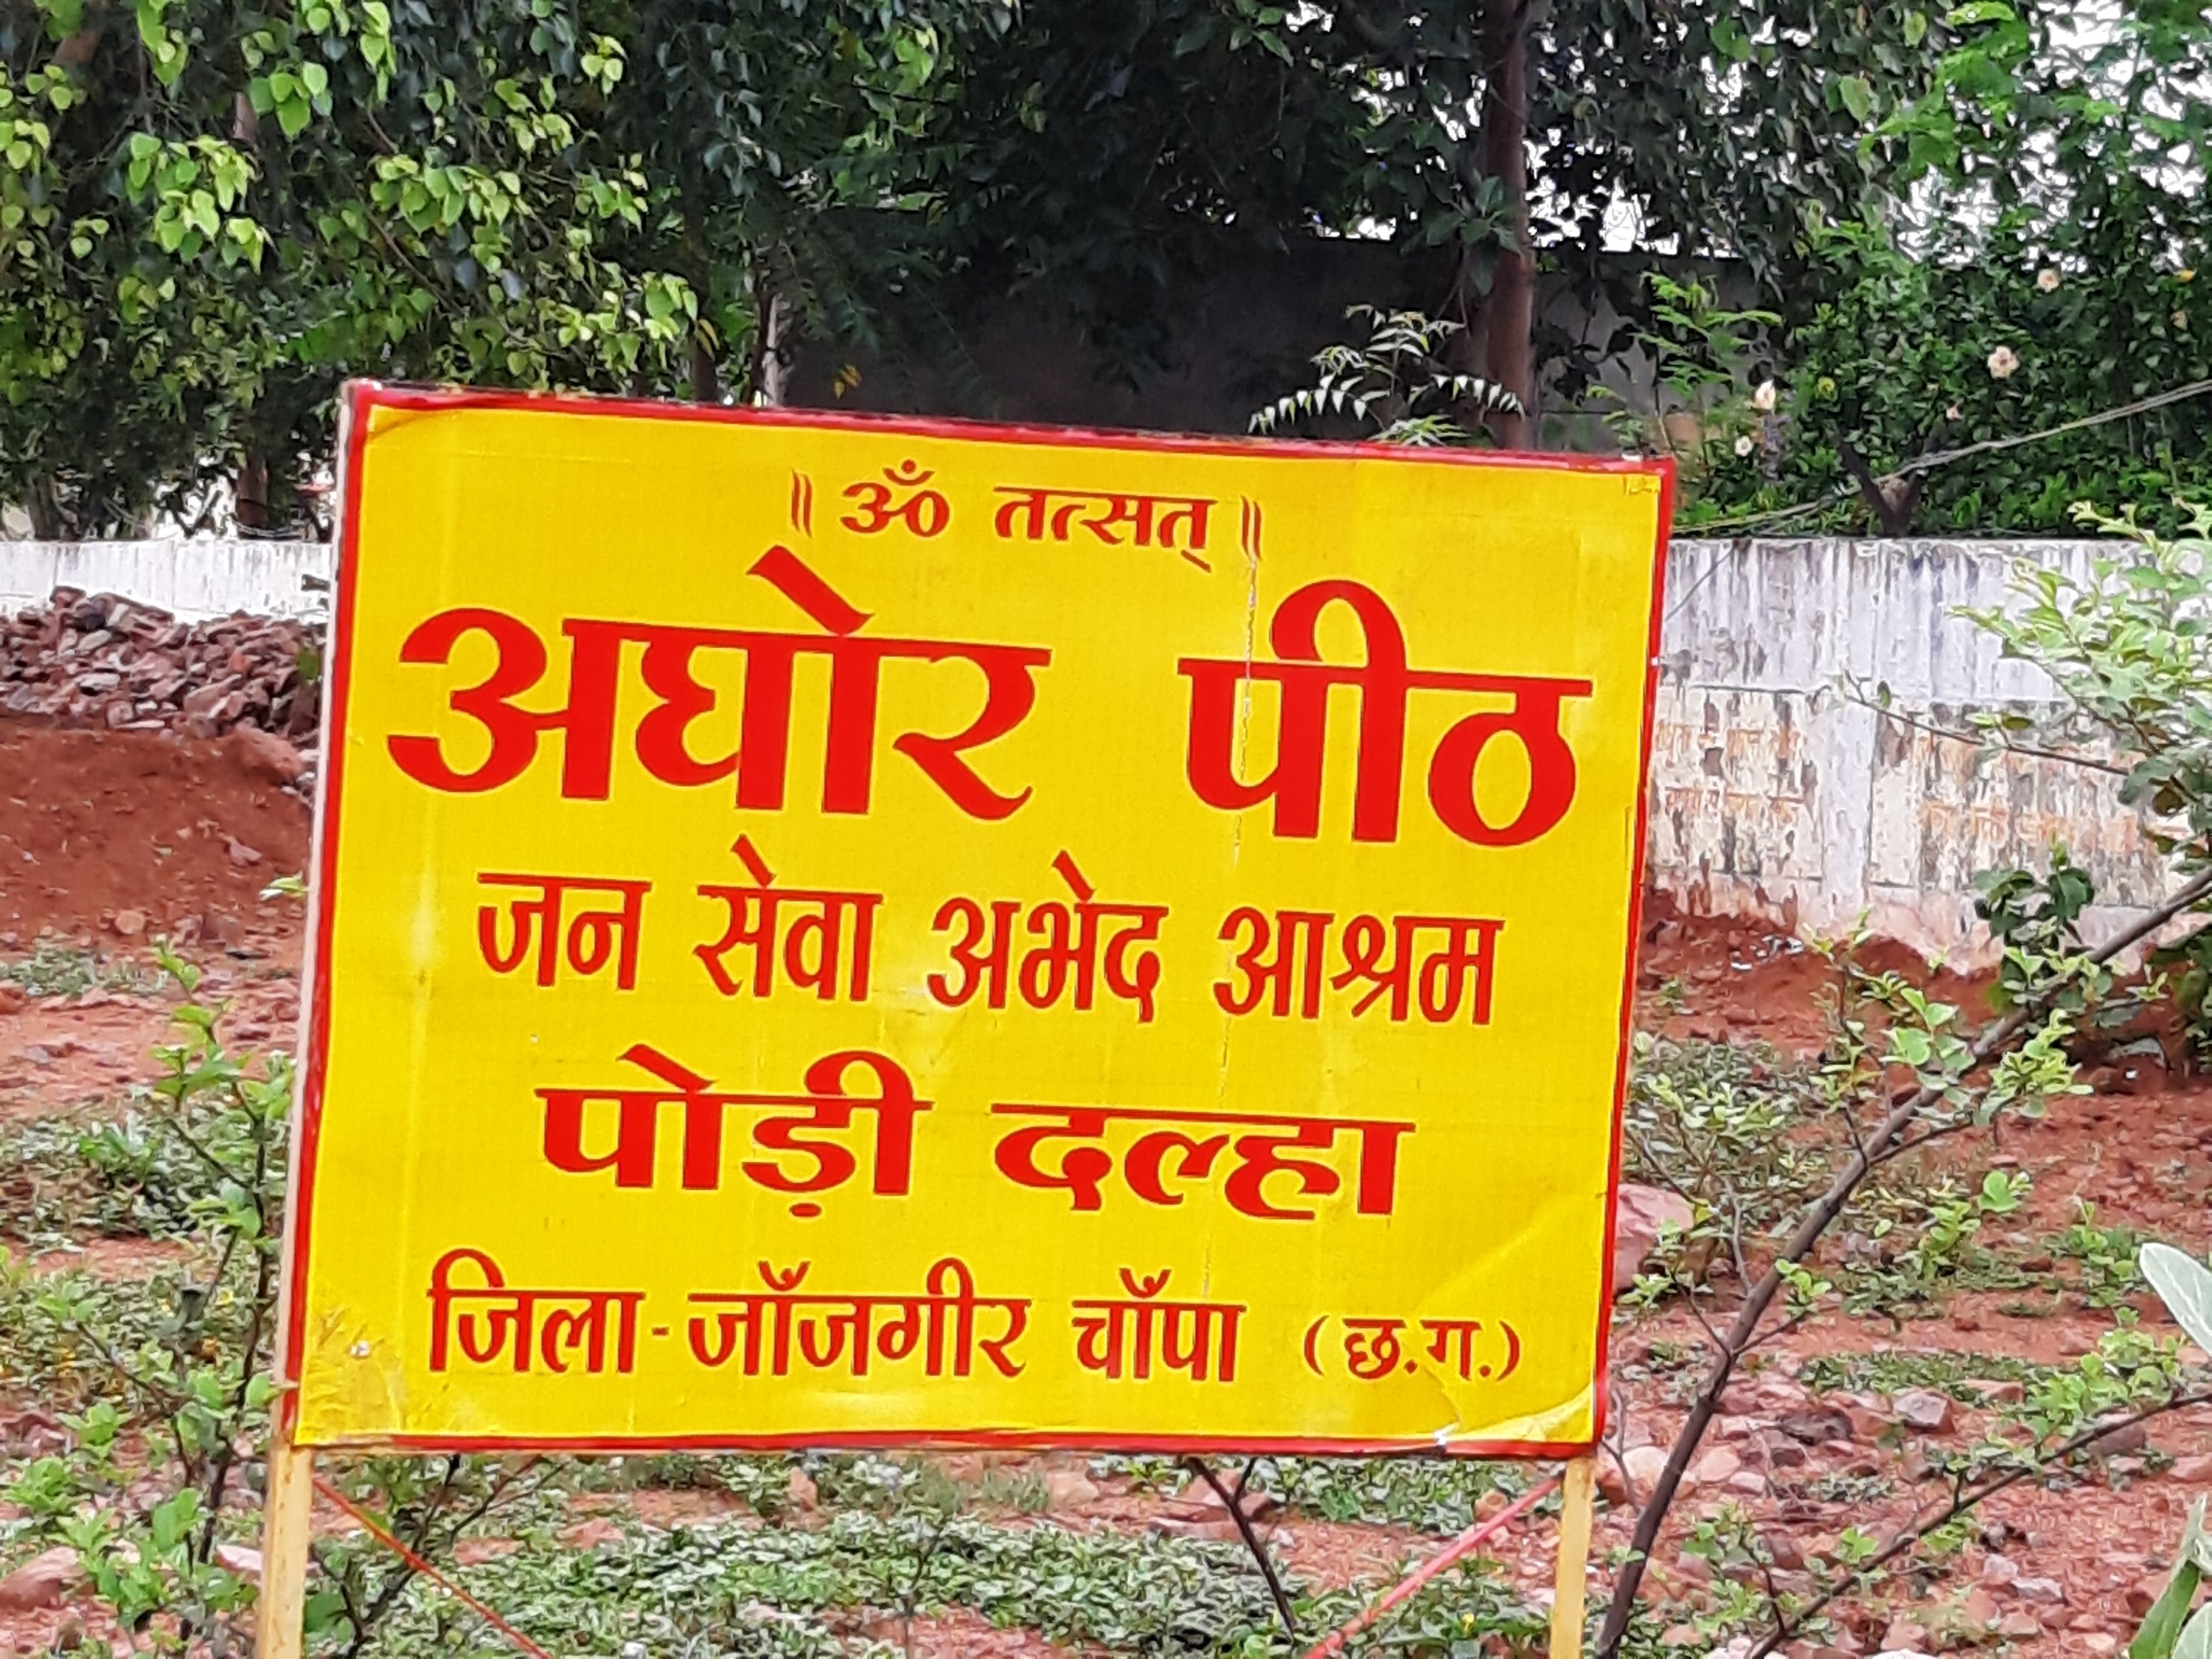 ॥ ॐ तत्सत् ॥
अघोर पीठ
जन सेवा अभेद आश्रम
पोड़ी दल्हा
जिला-जाँजगीर चाँपा (छ.ग.)